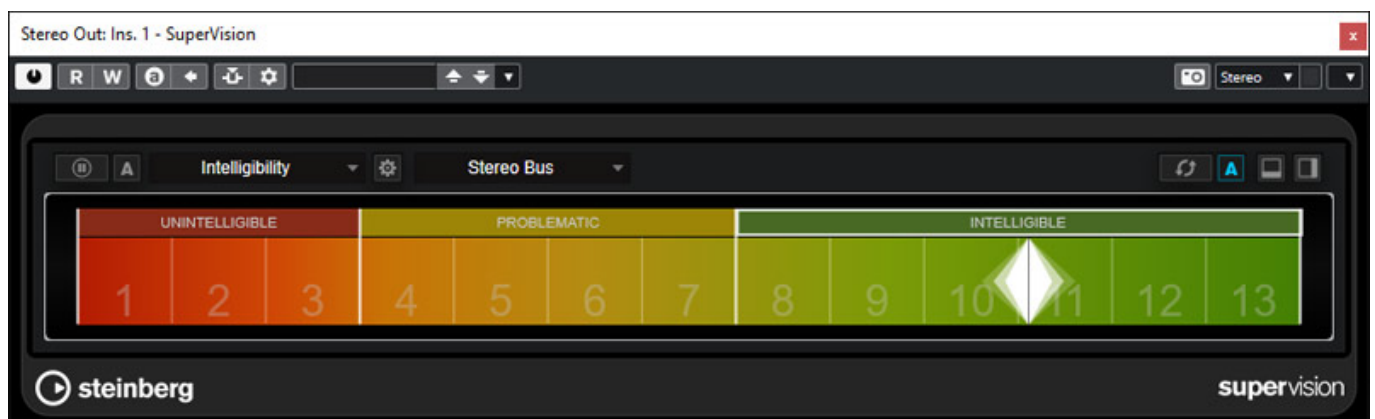 Stereo Out: Ins. 1 - SuperVision
x
R W a Stereo
A Intelligibility Stereo Bus A
UNINTELLIGIBLE PROBLEMATIC INTELLIGIBLE
1 2 3 4 5 6 7 8 9 10 11 12 13
steinberg supervision